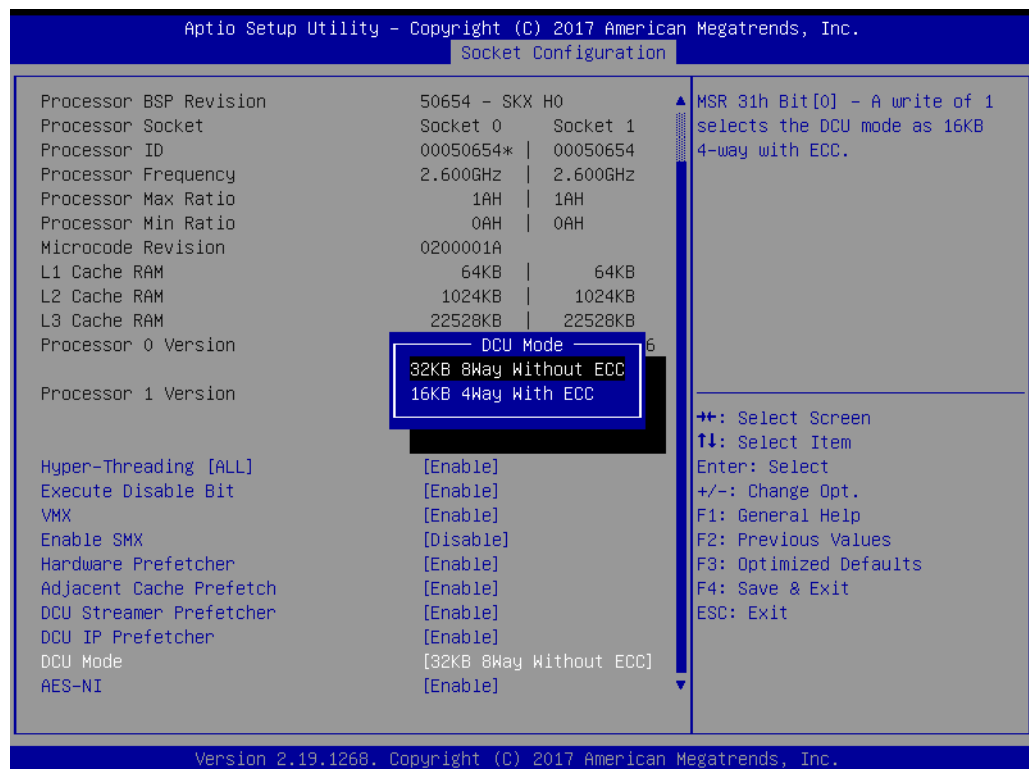 Aptio Setup Utility – Copyright (C) 2017 American Megatrends, Inc.
Socket Configuration
Processor BSP Revision 50654 – SKX H0
Processor Socket Socket 0 Socket 1
Processor ID 00050654* | 00050654
Processor Frequency 2.600GHz | 2.600GHz
Processor Max Ratio 1AH | 1AH
Processor Min Ratio 0AH | 0AH
Microcode Revision 0200001A
L1 Cache RAM 64KB | 64KB
L2 Cache RAM 1024KB | 1024KB
L3 Cache RAM 22528KB | 22528KB
Processor 0 Version 6
Processor 1 Version
DCU Mode
32KB 8Way Without ECC
16KB 4Way With ECC
Hyper-Threading [ALL] [Enable]
Execute Disable Bit [Enable]
VMX [Enable]
Enable SMX [Disable]
Hardware Prefetcher [Enable]
Adjacent Cache Prefetch [Enable]
DCU Streamer Prefetcher [Enable]
DCU IP Prefetcher [Enable]
DCU Mode [32KB 8Way Without ECC]
AES-NI [Enable]
MSR 31h Bit[0] – A write of 1
selects the DCU mode as 16KB
4-way with ECC.
→←: Select Screen
↑↓: Select Item
Enter: Select
+/-: Change Opt.
F1: General Help
F2: Previous Values
F3: Optimized Defaults
F4: Save & Exit
ESC: Exit
Version 2.19.1268. Copyright (C) 2017 American Megatrends, Inc.